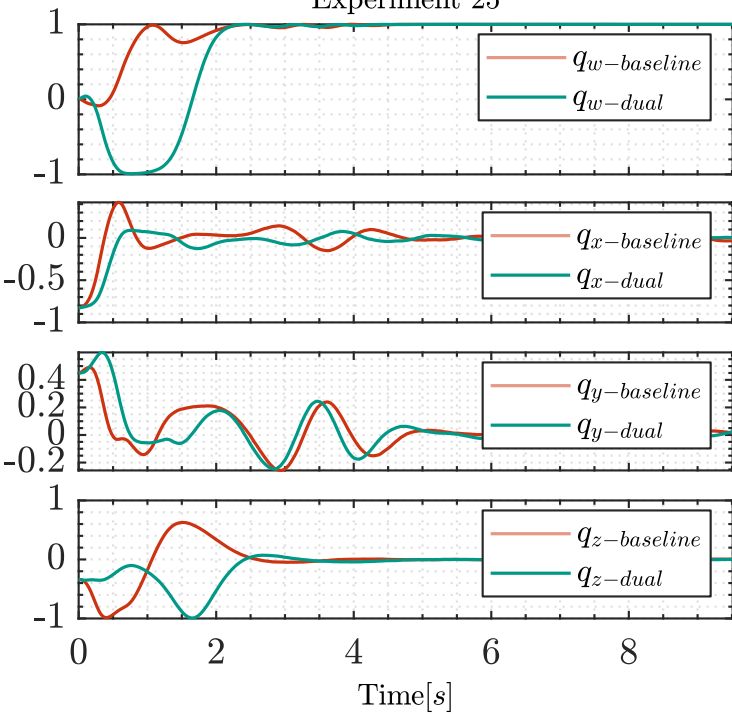 Experiment 25
1
0
-1
q_{w-baseline}
q_{w-dual}
0
-0.5
-1
q_{x-baseline}
q_{x-dual}
0.4
0.2
0
-0.2
q_{y-baseline}
q_{y-dual}
1
0
-1
q_{z-baseline}
q_{z-dual}
0 2 4 6 8
Time[s]